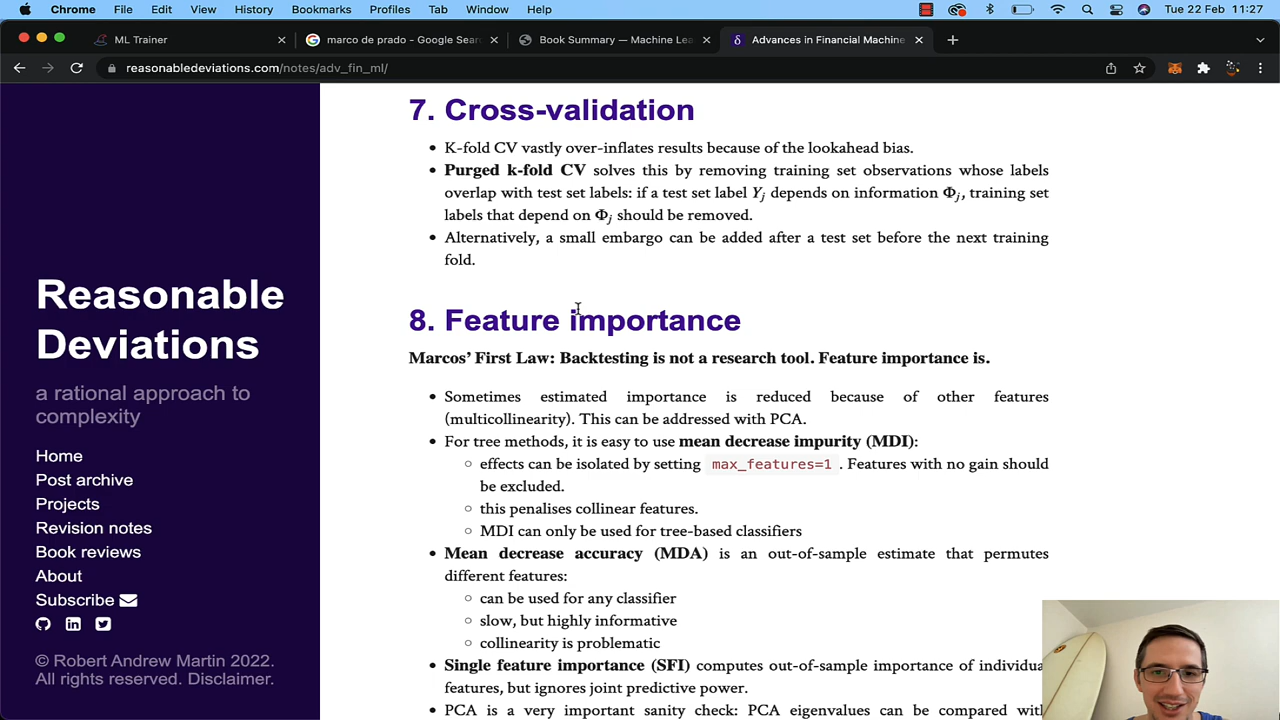 Chrome File Edit View History Bookmarks Profiles Tab Window Help Tue 22 Feb 11:27
ML Trainer × marco de prado - Google Sear × Book Summary — Machine Lea × δ Advances in Financial Machine × +
reasonabledeviations.com/notes/adv_fin_ml/
Reasonable
Deviations
a rational approach to
complexity
Home
Post archive
Projects
Revision notes
Book reviews
About
Subscribe
© Robert Andrew Martin 2022.
All rights reserved. Disclaimer.
7. Cross-validation
• K-fold CV vastly over-inflates results because of the lookahead bias.
• Purged k-fold CV solves this by removing training set observations whose labels
overlap with test set labels: if a test set label Yj depends on information Φj, training set
labels that depend on Φj should be removed.
• Alternatively, a small embargo can be added after a test set before the next training
fold.
8. Feature importance
Marcos’ First Law: Backtesting is not a research tool. Feature importance is.
• Sometimes estimated importance is reduced because of other features
(multicollinearity). This can be addressed with PCA.
• For tree methods, it is easy to use mean decrease impurity (MDI):
◦ effects can be isolated by setting max_features=1 . Features with no gain should
be excluded.
◦ this penalises collinear features.
◦ MDI can only be used for tree-based classifiers
• Mean decrease accuracy (MDA) is an out-of-sample estimate that permutes
different features:
◦ can be used for any classifier
◦ slow, but highly informative
◦ collinearity is problematic
• Single feature importance (SFI) computes out-of-sample importance of individua
features, but ignores joint predictive power.
• PCA is a very important sanity check: PCA eigenvalues can be compared with